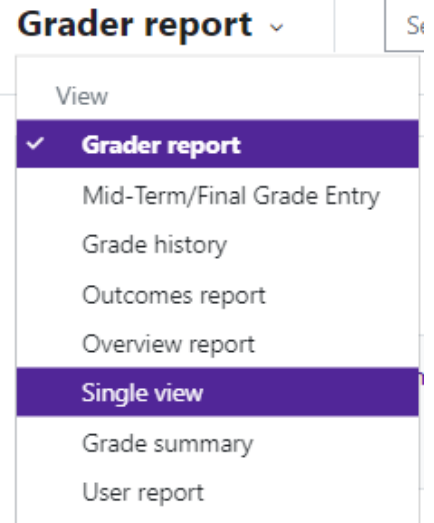 Grader report
Se
View
Grader report
Mid-Term/Final Grade Entry
Grade history
Outcomes report
Overview report
Single view
Grade summary
User report